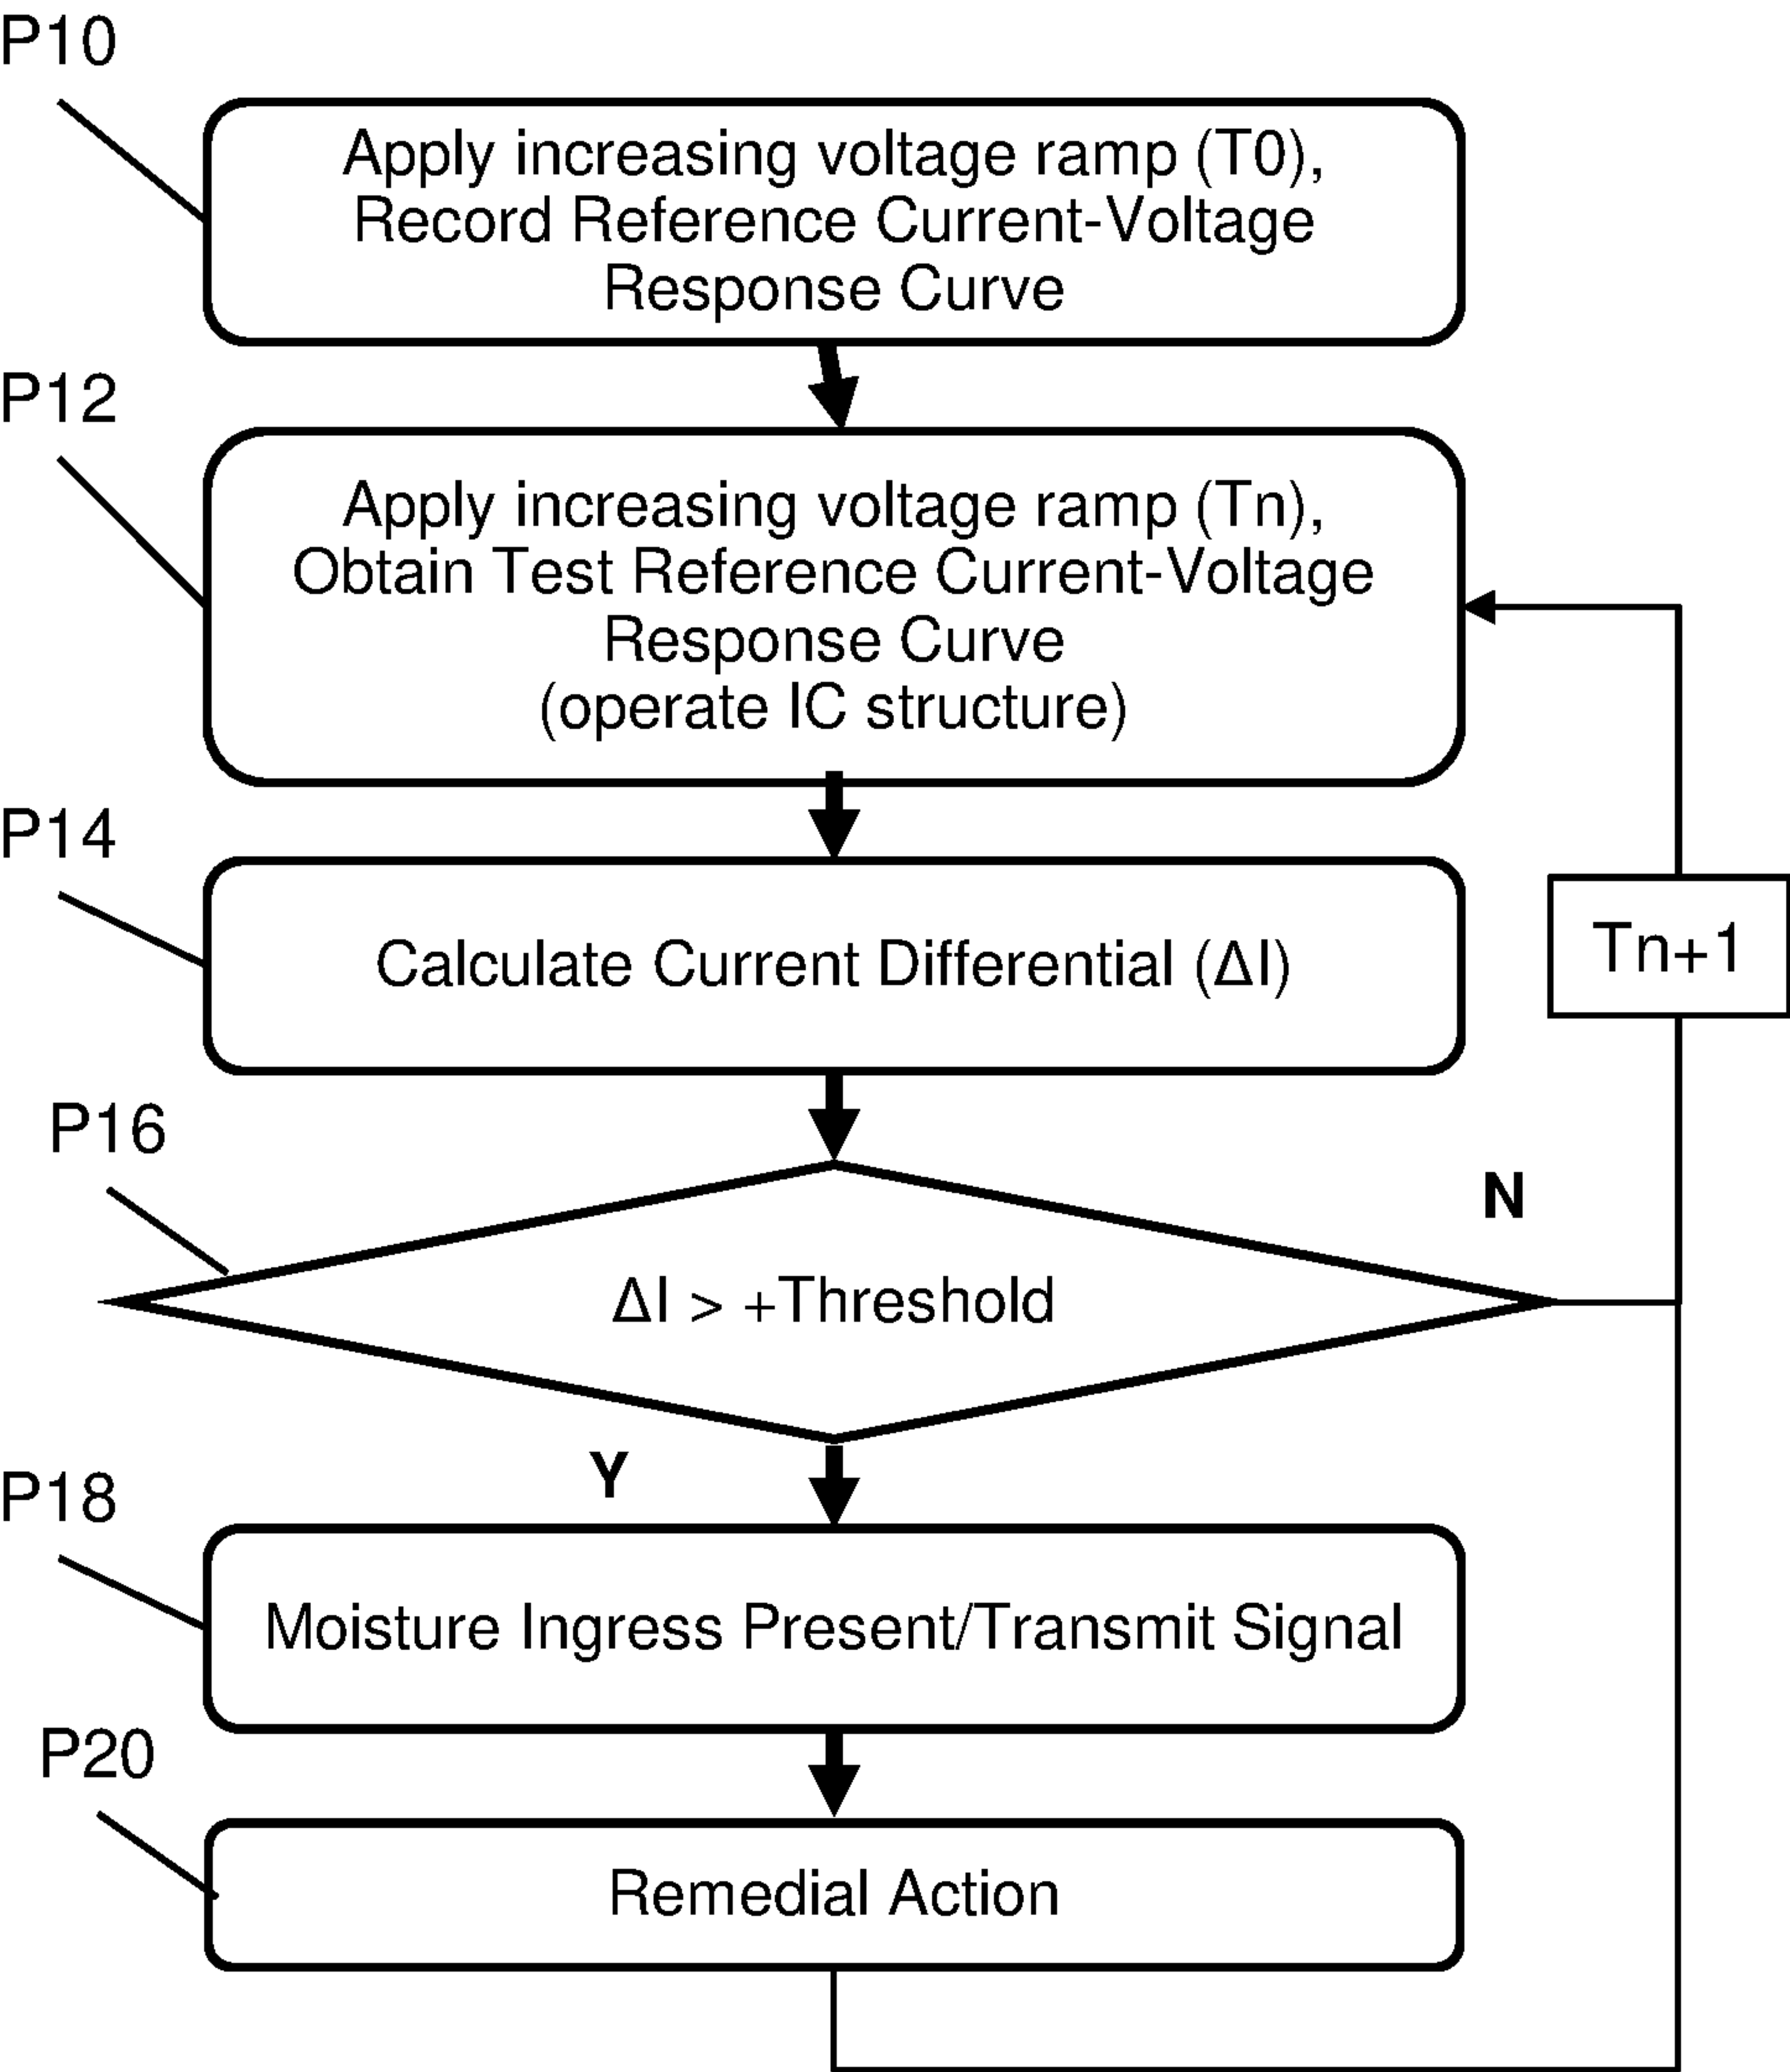 P10
Apply increasing voltage ramp (T0),
Record Reference Current-Voltage
Response Curve
P12
Apply increasing voltage ramp (Tn),
Obtain Test Reference Current-Voltage
Response Curve
(operate IC structure)
P14
Calculate Current Differential (ΔI)
Tn+1
P16
N
ΔI > +Threshold
Y
P18
Moisture Ingress Present/Transmit Signal
P20
Remedial Action